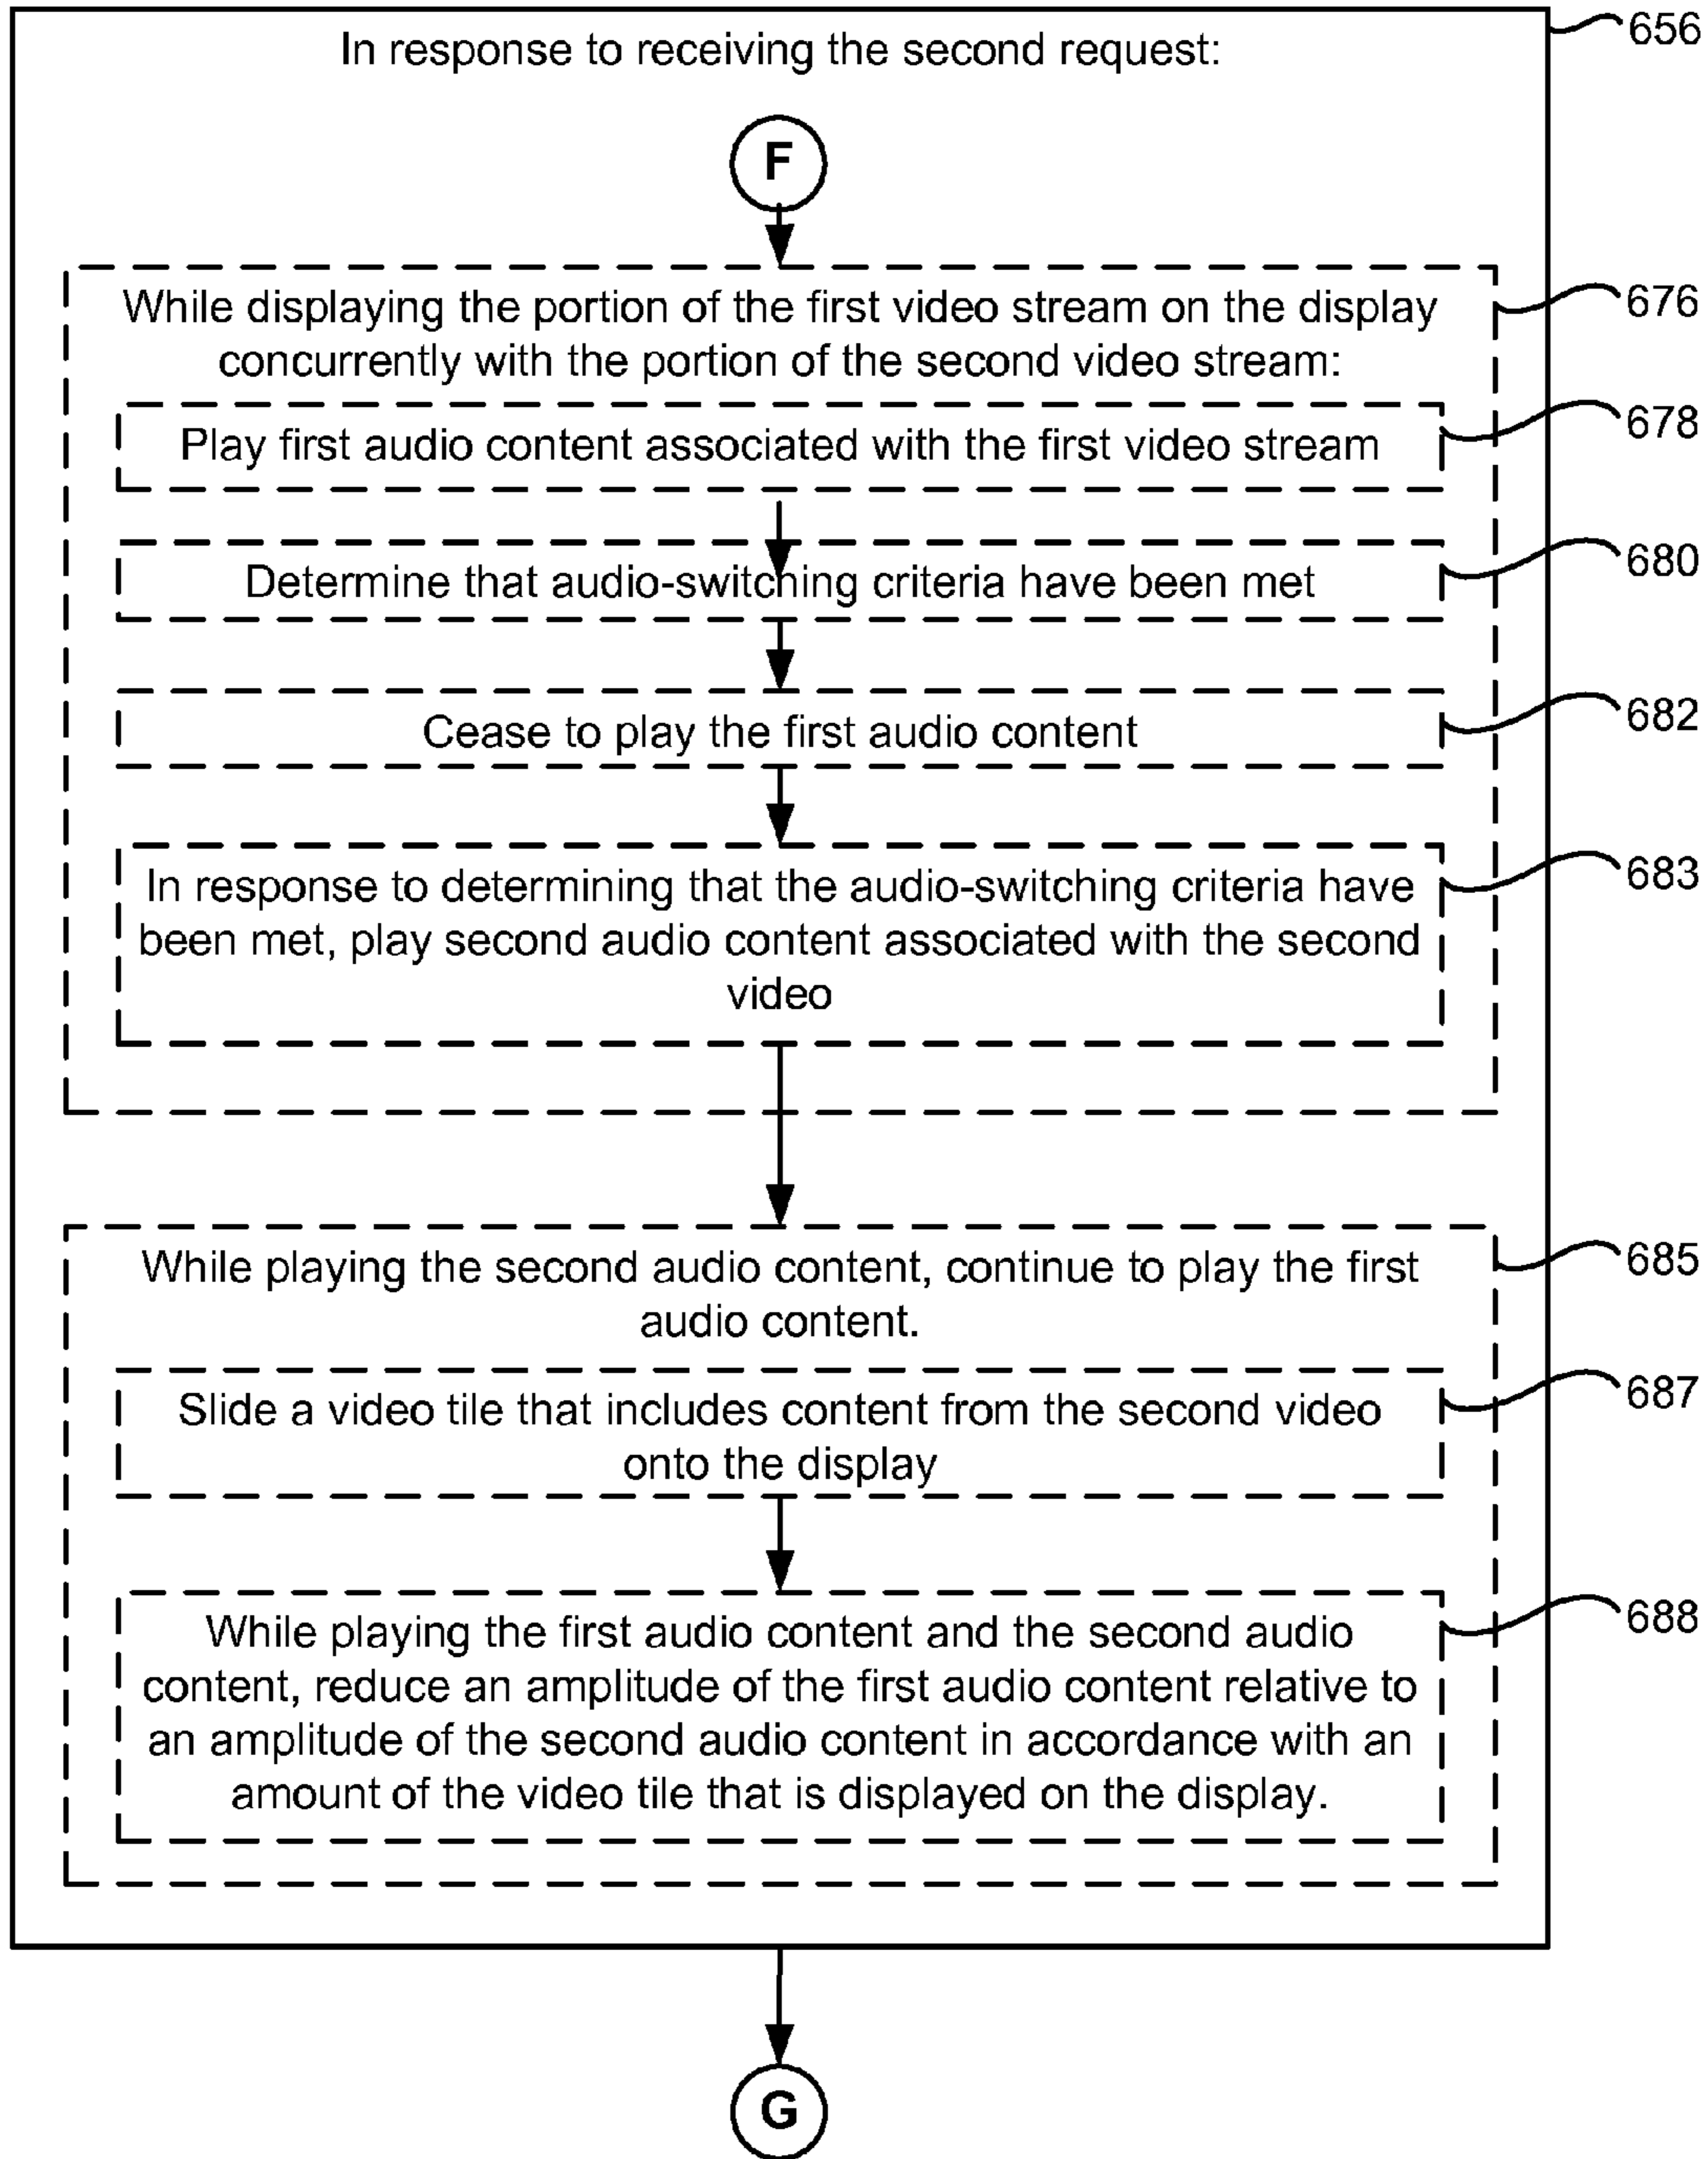 In response to receiving the second request:
656
F
While displaying the portion of the first video stream on the display
concurrently with the portion of the second video stream:
676
Play first audio content associated with the first video stream
678
Determine that audio-switching criteria have been met
680
Cease to play the first audio content
682
In response to determining that the audio-switching criteria have
been met, play second audio content associated with the second
video
683
While playing the second audio content, continue to play the first
audio content.
685
Slide a video tile that includes content from the second video
onto the display
687
While playing the first audio content and the second audio
content, reduce an amplitude of the first audio content relative to
an amplitude of the second audio content in accordance with an
amount of the video tile that is displayed on the display.
688
G